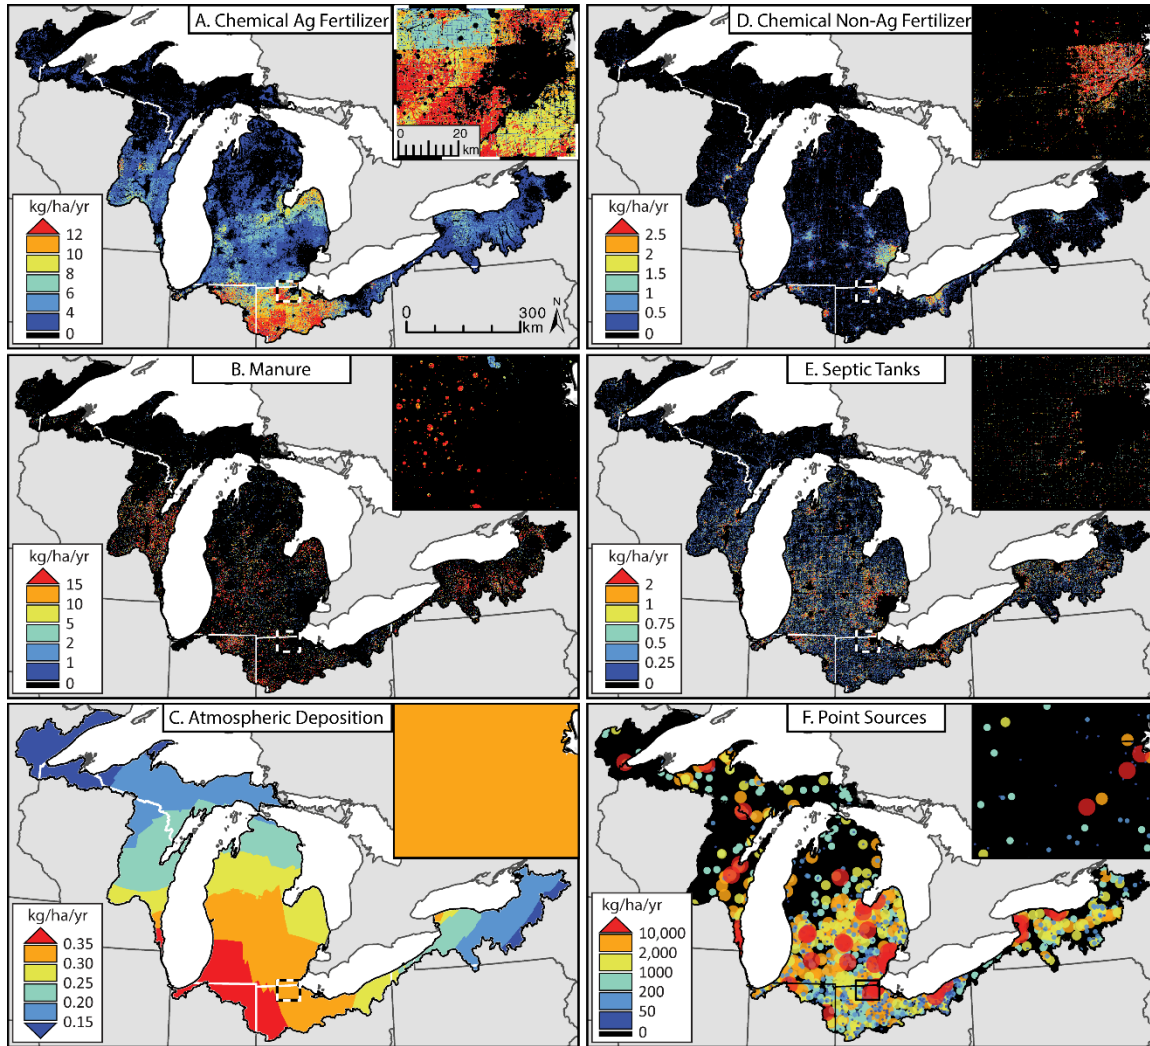 A. Chemical Ag Fertilizer
0 20
km
kg/ha/yr
12
10
8
6
4
0
0 300
km
N
D. Chemical Non-Ag Fertilizer
kg/ha/yr
2.5
2
1.5
1
0.5
0
B. Manure
kg/ha/yr
15
10
5
2
1
0
E. Septic Tanks
kg/ha/yr
2
1
0.75
0.5
0.25
0
C. Atmospheric Deposition
kg/ha/yr
0.35
0.30
0.25
0.20
0.15
F. Point Sources
kg/ha/yr
10,000
2,000
1000
200
50
0